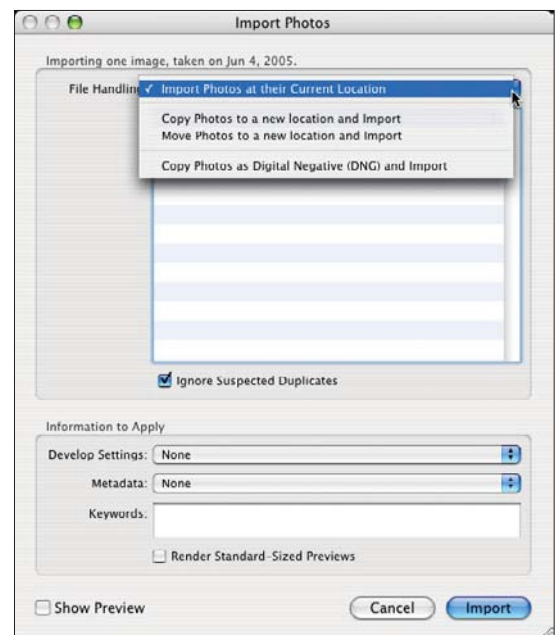 Import Photos
Importing one image, taken on Jun 4, 2005.
File Handling
✓ Import Photos at their Current Location
Copy Photos to a new location and Import
Move Photos to a new location and Import
Copy Photos as Digital Negative (DNG) and Import
Ignore Suspected Duplicates
Information to Apply
Develop Settings: None
Metadata: None
Keywords:
Render Standard-Sized Previews
Show Preview
Cancel
Import